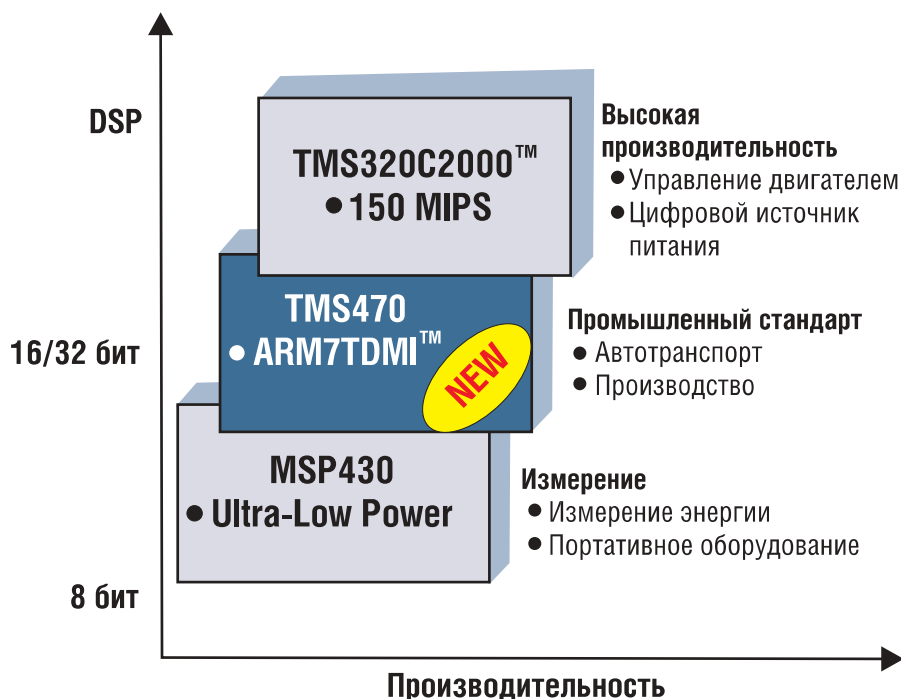 DSP
TMS320C2000™
● 150 MIPS
Высокая
производительность
● Управление двигателем
● Цифровой источник
питания
16/32 бит
TMS470
● ARM7TDMI™
NEW
Промышленный стандарт
● Автотранспорт
● Производство
MSP430
● Ultra-Low Power
Измерение
● Измерение энергии
● Портативное оборудование
8 бит
Производительность